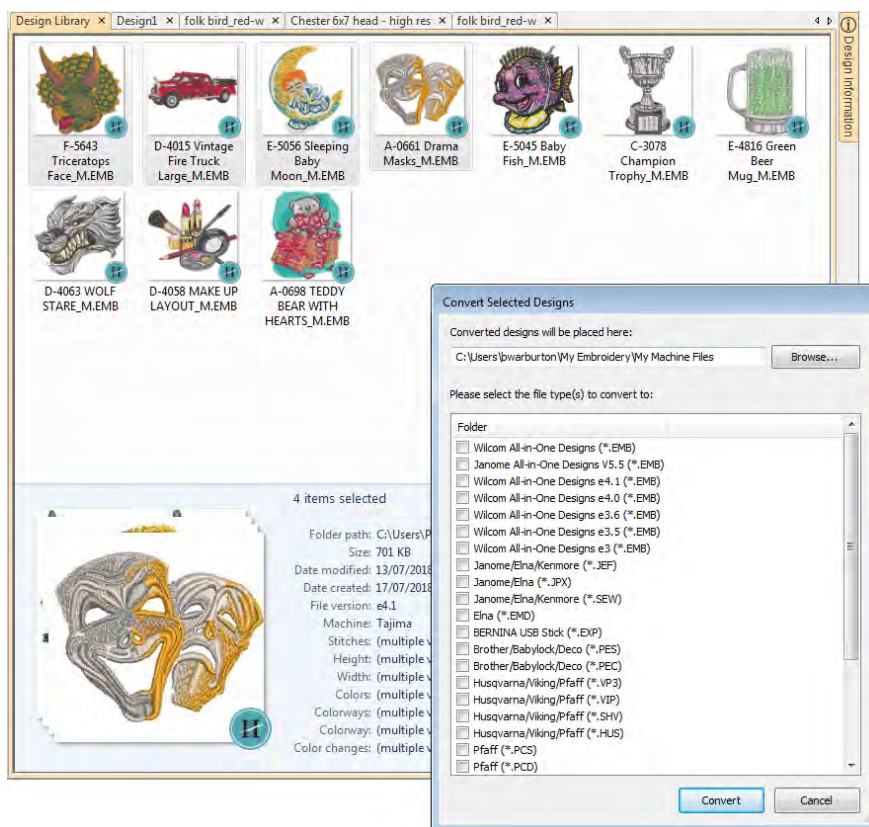 Design Library × Design1 × folk bird_red-w × Chester 6x7 head - high res × folk bird_red-w ×
Design Information
F-5643
Triceratops
Face_M.EMB
D-4015 Vintage
Fire Truck
Large_M.EMB
E-5056 Sleeping
Baby
Moon_M.EMB
A-0661 Drama
Masks_M.EMB
E-5045 Baby
Fish_M.EMB
C-3078
Champion
Trophy_M.EMB
E-4816 Green
Beer
Mug_M.EMB
D-4063 WOLF
STARE_M.EMB
D-4058 MAKE UP
LAYOUT_M.EMB
A-0698 TEDDY
BEAR WITH
HEARTS_M.EMB
4 items selected
Folder path: C:\Users\P
Size: 701 KB
Date modified: 13/07/2018
Date created: 17/07/2018
File version: e4.1
Machine: Tajima
Stitches: (multiple v
Height: (multiple v
Width: (multiple v
Colors: (multiple v
Colorways: (multiple v
Colorway: (multiple v
Color changes: (multiple v
Convert Selected Designs
Converted designs will be placed here:
C:\Users\bwarburton\My Embroidery\My Machine Files
Browse...
Please select the file type(s) to convert to:
Folder
Wilcom All-in-One Designs (*.EMB)
Janome All-in-One Designs V5.5 (*.EMB)
Wilcom All-in-One Designs e4.1 (*.EMB)
Wilcom All-in-One Designs e4.0 (*.EMB)
Wilcom All-in-One Designs e3.6 (*.EMB)
Wilcom All-in-One Designs e3.5 (*.EMB)
Wilcom All-in-One Designs e3 (*.EMB)
Janome/Elna/Kenmore (*.JEF)
Janome/Elna (*.JPX)
Janome/Elna/Kenmore (*.SEW)
Elna (*.EMD)
BERNINA USB Stick (*.EXP)
Brother/Babylock/Deco (*.PES)
Brother/Babylock/Deco (*.PEC)
Husqvarna/Viking/Pfaff (*.VP3)
Husqvarna/Viking/Pfaff (*.VIP)
Husqvarna/Viking/Pfaff (*.SHV)
Husqvarna/Viking/Pfaff (*.HUS)
Pfaff (*.PCS)
Pfaff (*.PCD)
Convert
Cancel